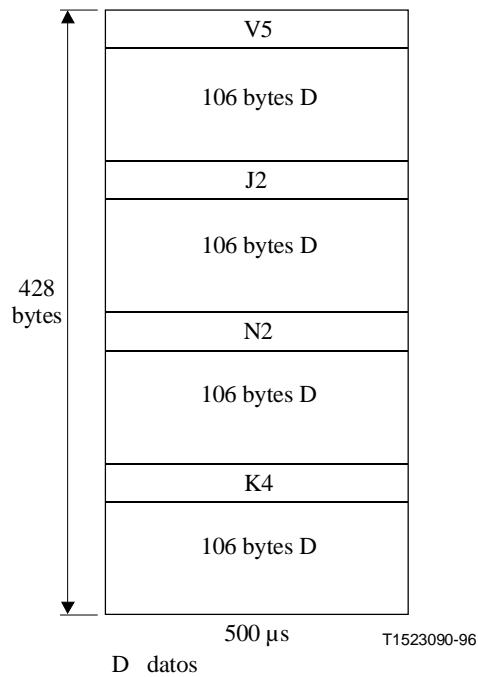 V5
106 bytes D
J2
106 bytes D
428
bytes
N2
106 bytes D
K4
106 bytes D
500 µs
T1523090-96
D datos